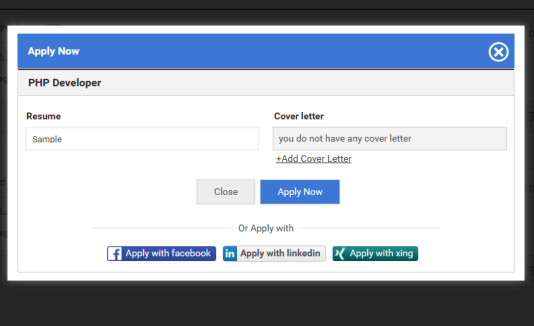 Apply Now
PHP Developer
Resume
Cover letter
Sample
you do not have any cover letter
+Add Cover Letter
Close
Apply Now
Or Apply with
Apply with facebook
Apply with linkedin
Apply with xing